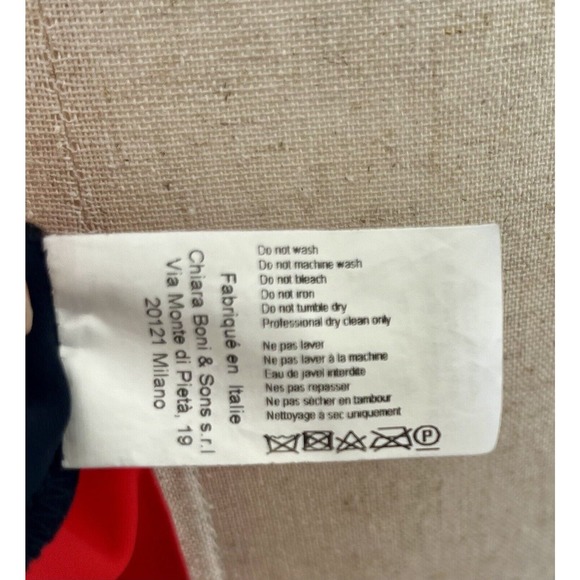 Do not wash
Do not machine wash
Do not bleach
Do not iron
Do not tumble dry
Professional dry clean only
Ne pas laver
Ne pas laver à la machine
Eau de javel interdite
Nes pas repasser
Ne pas sècher en tambour
Nettoyage à sec uniquement
P
Fabriqué en Italie
Chiara Boni & Sons s.r.l
Via Monte di Pietà, 19
20121 Milano